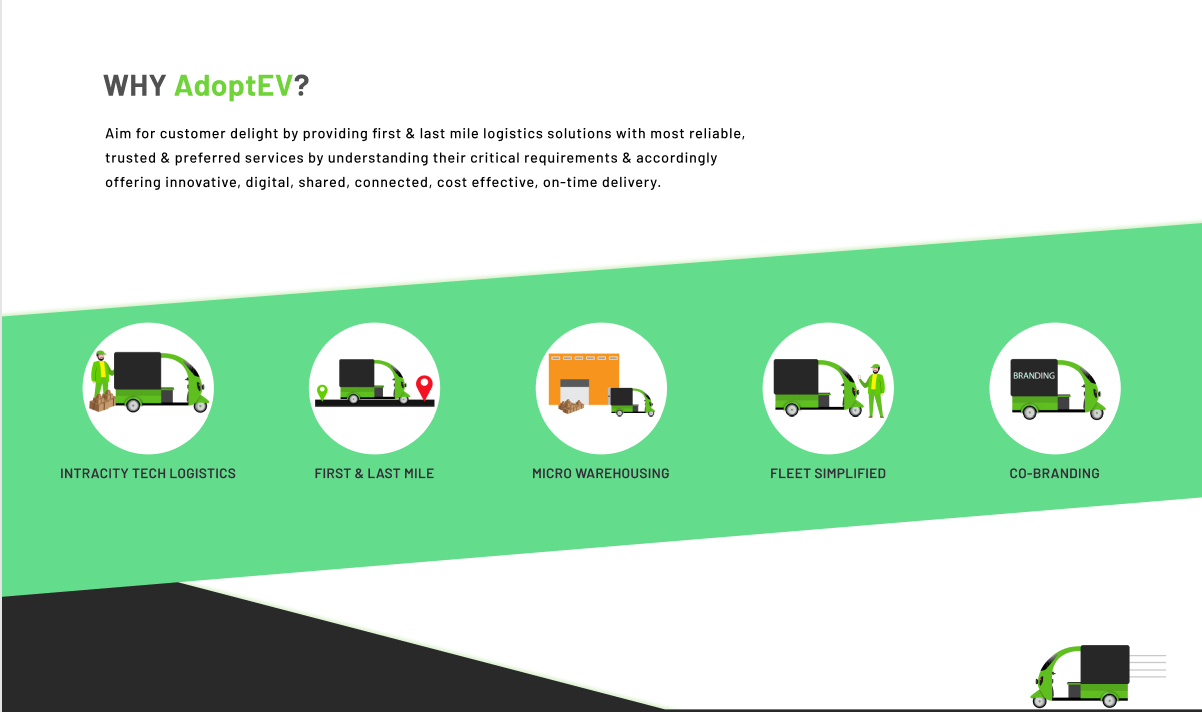 WHY AdoptEV?
Aim for customer delight by providing first & last mile logistics solutions with most reliable,
trusted & preferred services by understanding their critical requirements & accordingly
offering innovative, digital, shared, connected, cost effective, on-time delivery.
BRANDING
INTRACITY TECH LOGISTICS
FIRST & LAST MILE
MICRO WAREHOUSING
FLEET SIMPLIFIED
CO-BRANDING